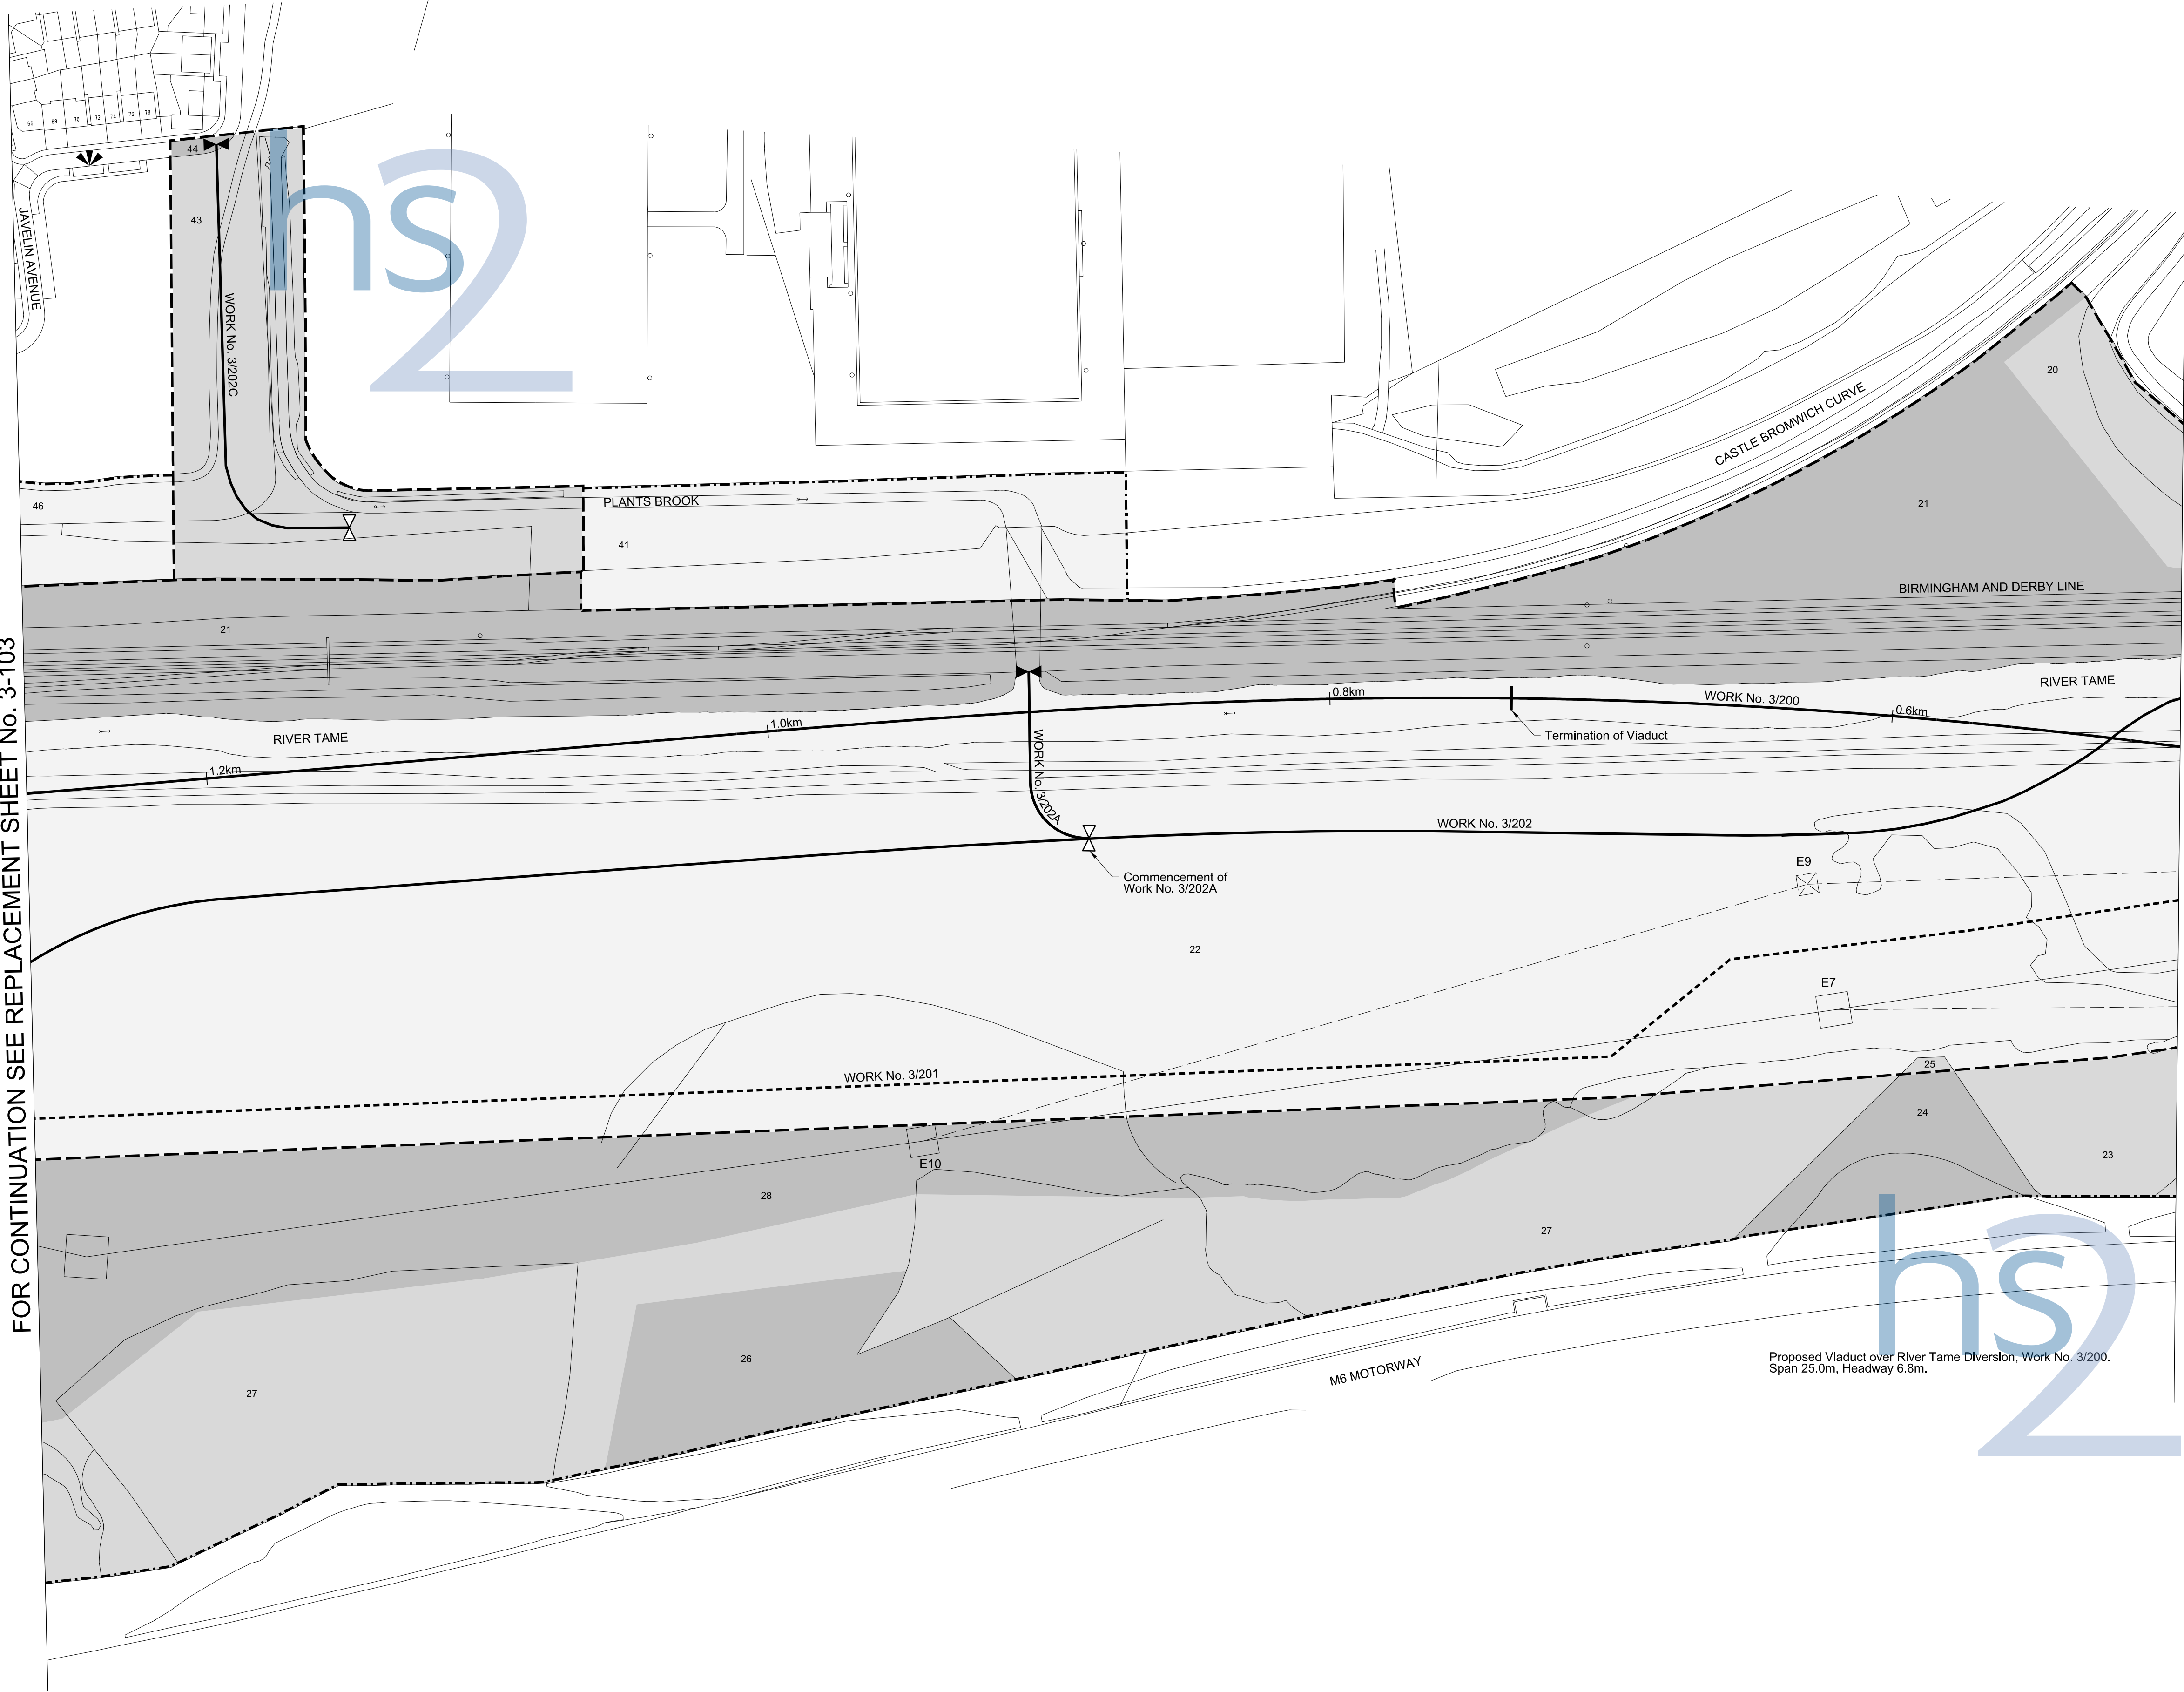 66
68
70
72
74
76
78
44
43
JAVELIN AVENUE
WORK No. 3/202C
hs2
20
CASTLE BROMWICH CURVE
PLANTS BROOK
46
41
21
BIRMINGHAM AND DERBY LINE
21
FOR CONTINUATION SEE REPLACEMENT SHEET No. 3-103
RIVER TAME
0.8km
WORK No. 3/200
0.6km
1.0km
Termination of Viaduct
RIVER TAME
1.2km
WORK No. 3/202A
WORK No. 3/202
Commencement of
Work No. 3/202A
E9
22
E7
WORK No. 3/201
25
24
23
E10
28
27
26
27
M6 MOTORWAY
hs2
Proposed Viaduct over River Tame Diversion, Work No. 3/200.
Span 25.0m, Headway 6.8m.